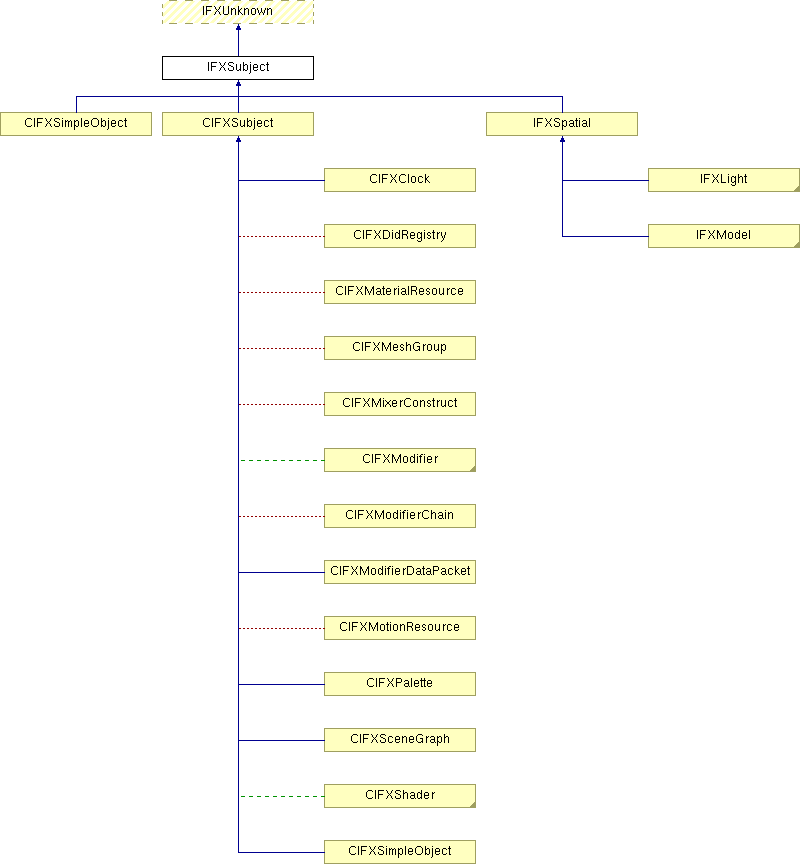 IFXUnknown
IFXSubject
CIFXSimpleObject
CIFXSubject
IFXSpatial
CIFXClock
IFXLight
CIFXDidRegistry
IFXModel
CIFXMaterialResource
CIFXMeshGroup
CIFXMixerConstruct
CIFXModifier
CIFXModifierChain
CIFXModifierDataPacket
CIFXMotionResource
CIFXPalette
CIFXSceneGraph
CIFXShader
CIFXSimpleObject